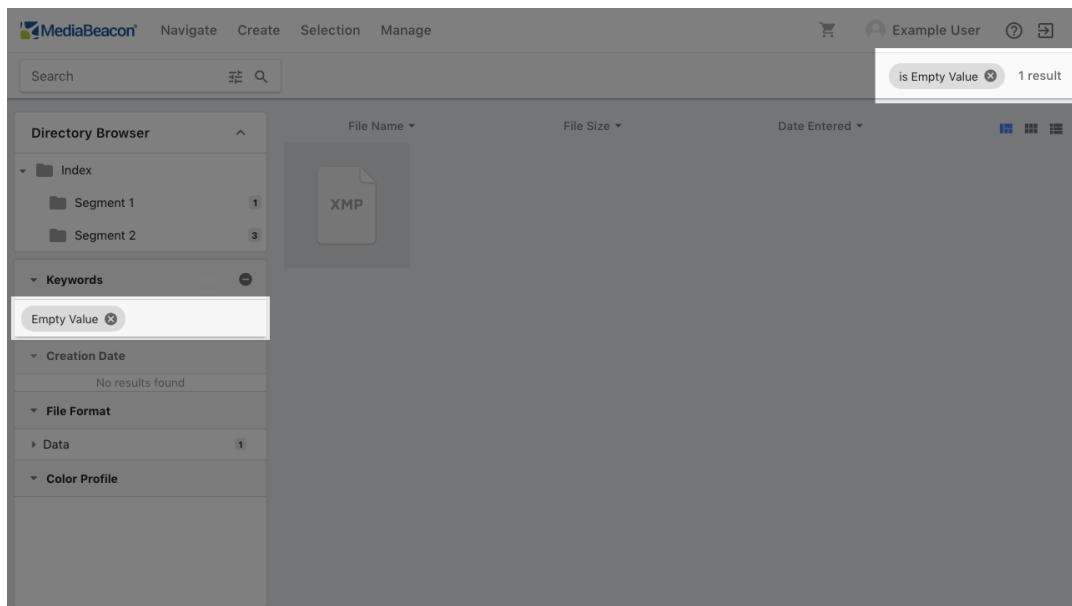 MediaBeacon® Navigate Create Selection Manage Example User
Search is Empty Value 1 result
Directory Browser File Name File Size Date Entered
Index
Segment 1 1
XMP
Segment 2 3
Keywords
Empty Value
Creation Date
No results found
File Format
Data 1
Color Profile